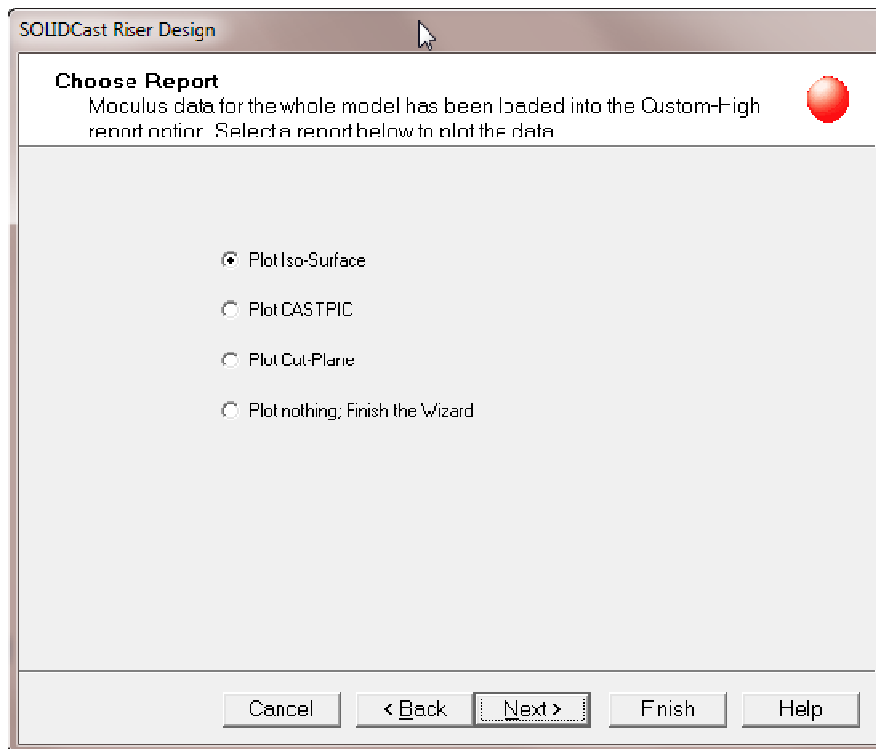 SOLIDCast Riser Design
Choose Report
Modulus data for the whole model has been loaded into the Custom-High
report option. Select a report below to plot the data.
Plot Iso-Surface
Plot CASTPIC
Plot Cut-Plane
Plot nothing; Finish the Wizard
Cancel
< Back
Next >
Finish
Help